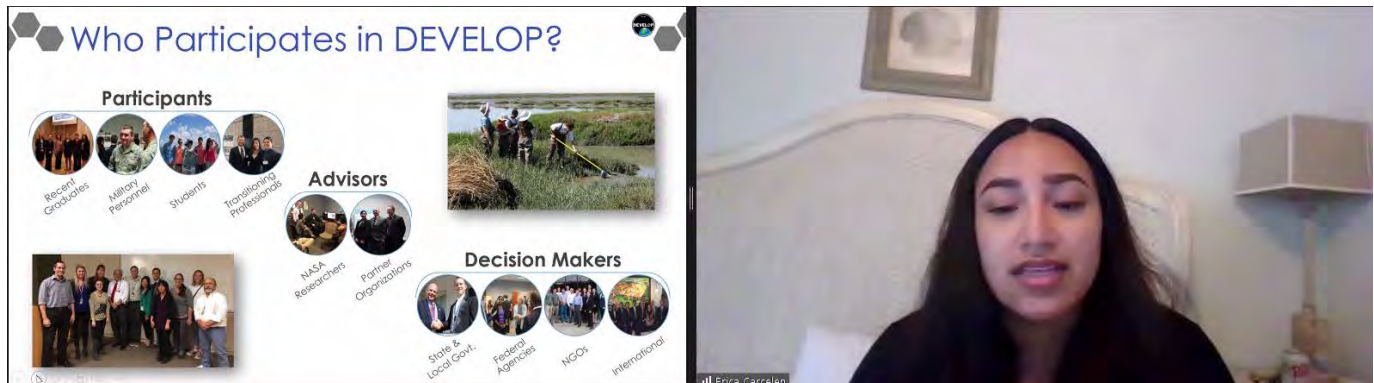 Who Participates in DEVELOP?
DEVELOP
Participants
Recent
Graduates
Military
Personnel
Students
Transitioning
Professionals
Advisors
NASA
Researchers
Partner
Organizations
Decision Makers
State &
Local Govt.
Federal
Agencies
NGOs
International
Erica Carcelen